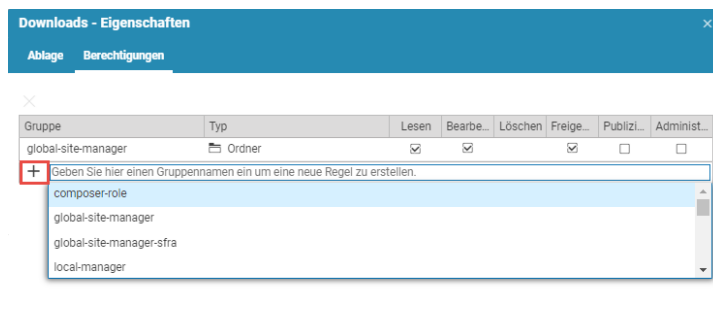 Downloads - Eigenschaften
Ablage Berechtigungen
Gruppe Typ Lesen Bearbe... Löschen Freige... Publizi... Administ...
global-site-manager Ordner
Geben Sie hier einen Gruppennamen ein um eine neue Regel zu erstellen.
composer-role
global-site-manager
global-site-manager-sfra
local-manager